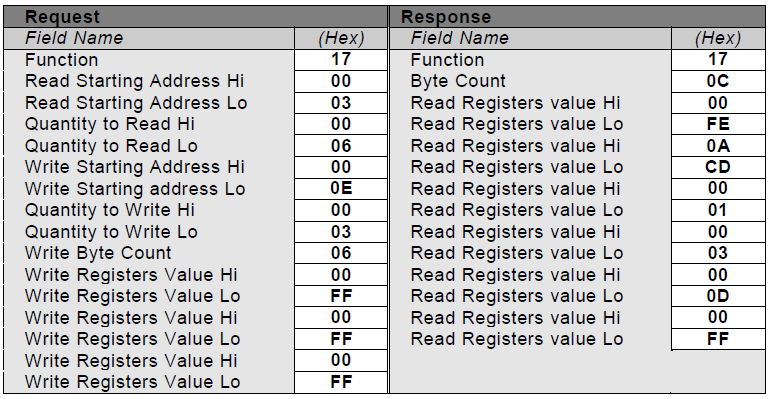 Request Response
Field Name (Hex) Field Name (Hex)
Function 17 Function 17
Read Starting Address Hi 00 Byte Count 0C
Read Starting Address Lo 03 Read Registers value Hi 00
Quantity to Read Hi 00 Read Registers value Lo FE
Quantity to Read Lo 06 Read Registers value Hi 0A
Write Starting Address Hi 00 Read Registers value Lo CD
Write Starting address Lo 0E Read Registers value Hi 00
Quantity to Write Hi 00 Read Registers value Lo 01
Quantity to Write Lo 03 Read Registers value Hi 00
Write Byte Count 06 Read Registers value Lo 03
Write Registers Value Hi 00 Read Registers value Hi 00
Write Registers Value Lo FF Read Registers value Lo 0D
Write Registers Value Hi 00 Read Registers value Hi 00
Write Registers Value Lo FF Read Registers value Lo FF
Write Registers Value Hi 00
Write Registers Value Lo FF